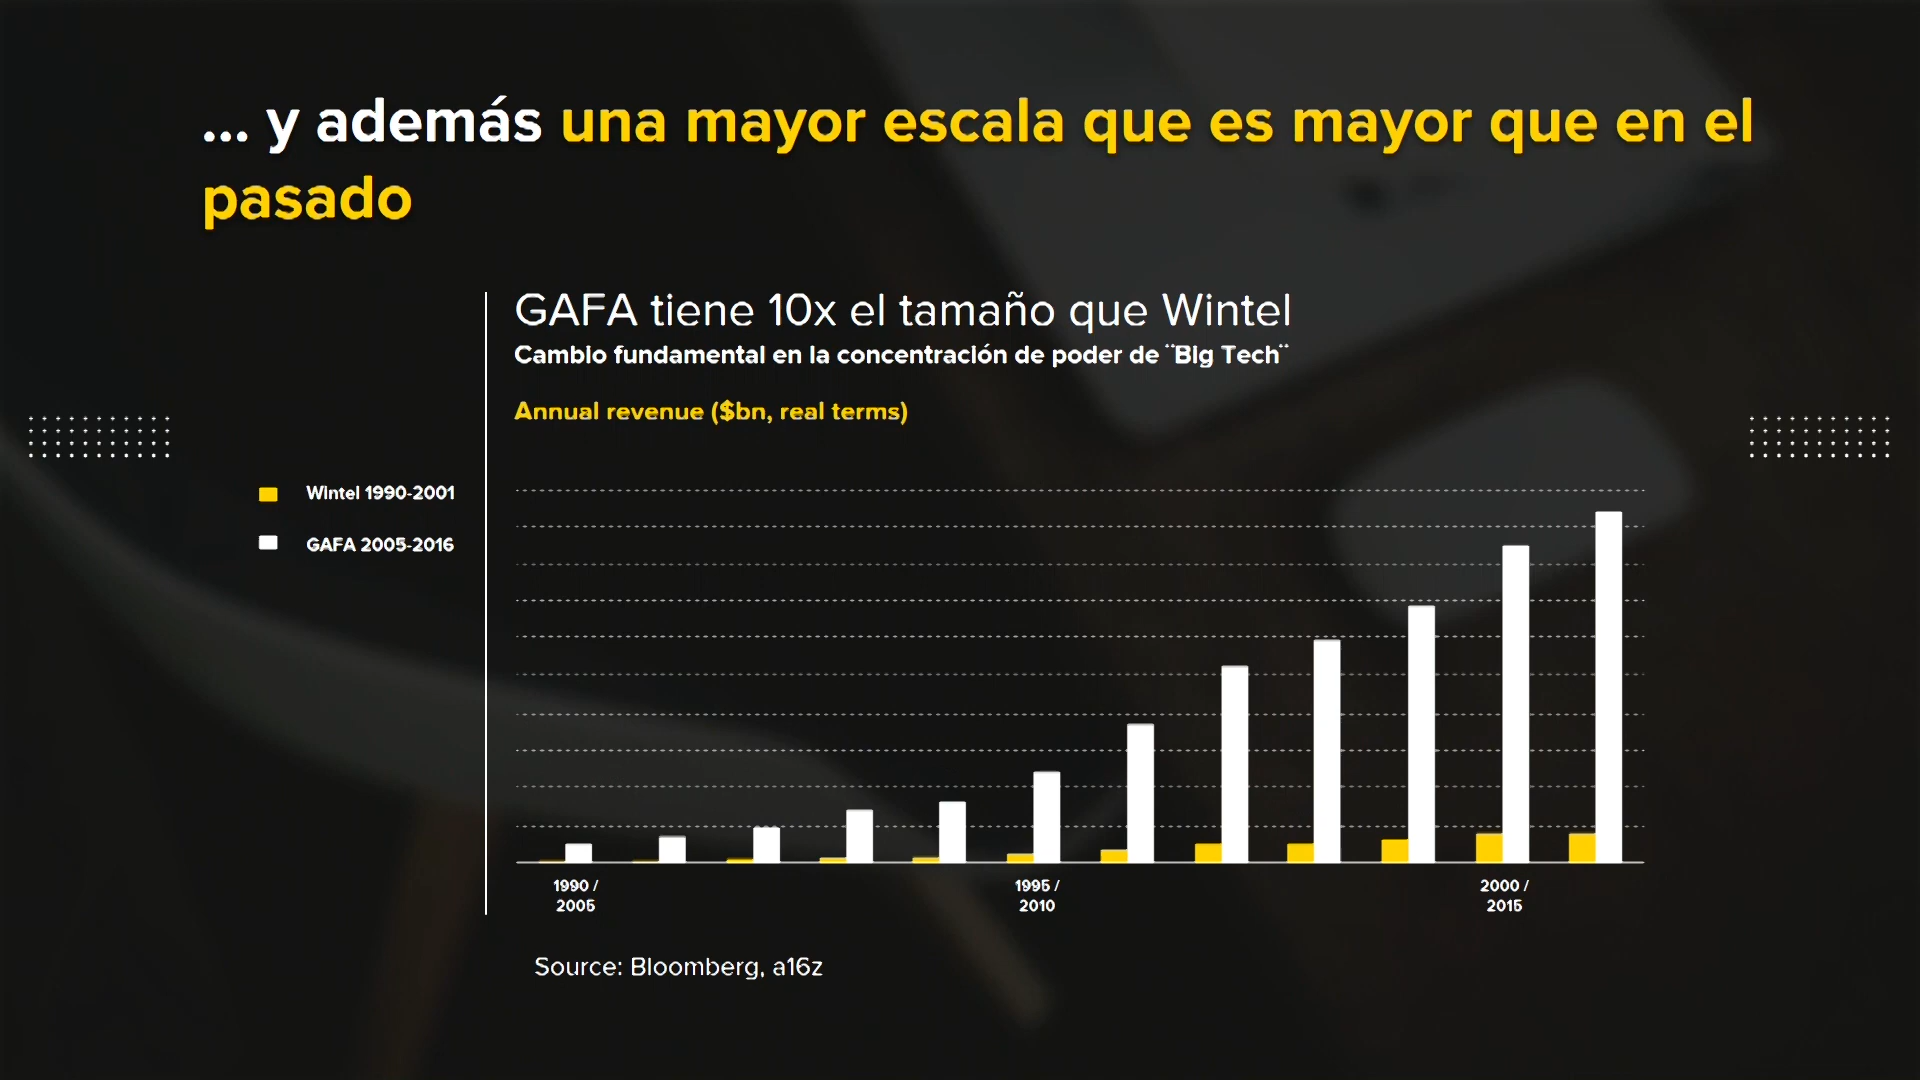 ... y además una mayor escala que es mayor que en el
pasado
GAFA tiene 10x el tamaño que Wintel
Cambio fundamental en la concentración de poder de ¨Big Tech¨
Annual revenue ($bn, real terms)
Wintel 1990-2001
GAFA 2005-2016
1990 /
2005
1995 /
2010
2000 /
2015
Source: Bloomberg, a16z